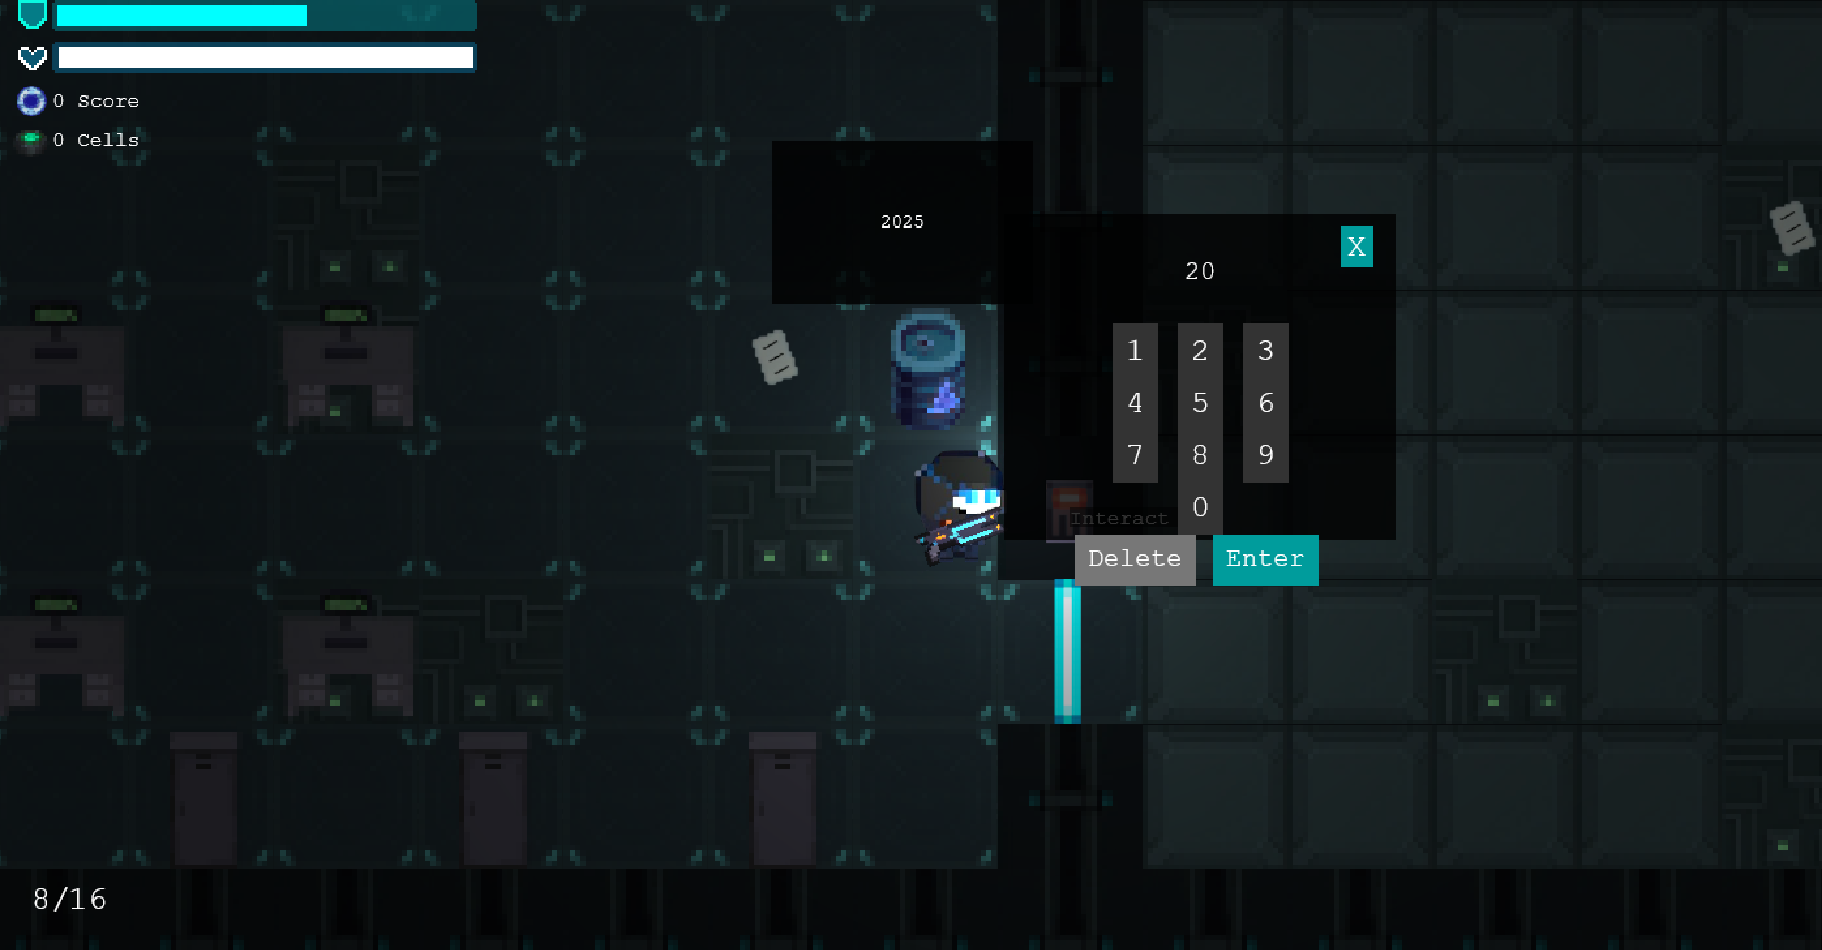 0 Score
0 Cells
2025
X
20
1 2 3
4 5 6
7 8 9
0
Interact
Delete Enter
8/16